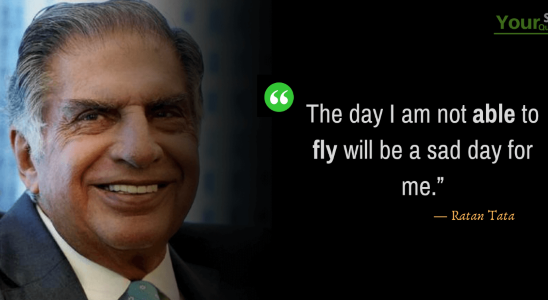 Your
The day I am not able to
fly will be a sad day for
me.”
— Ratan Tata